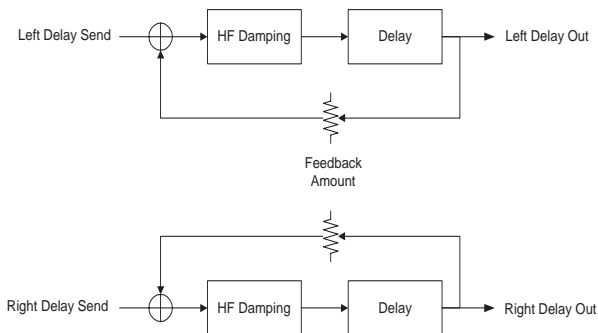 Left Delay Send
HF Damping
Delay
Left Delay Out
Feedback
Amount
Right Delay Send
HF Damping
Delay
Right Delay Out